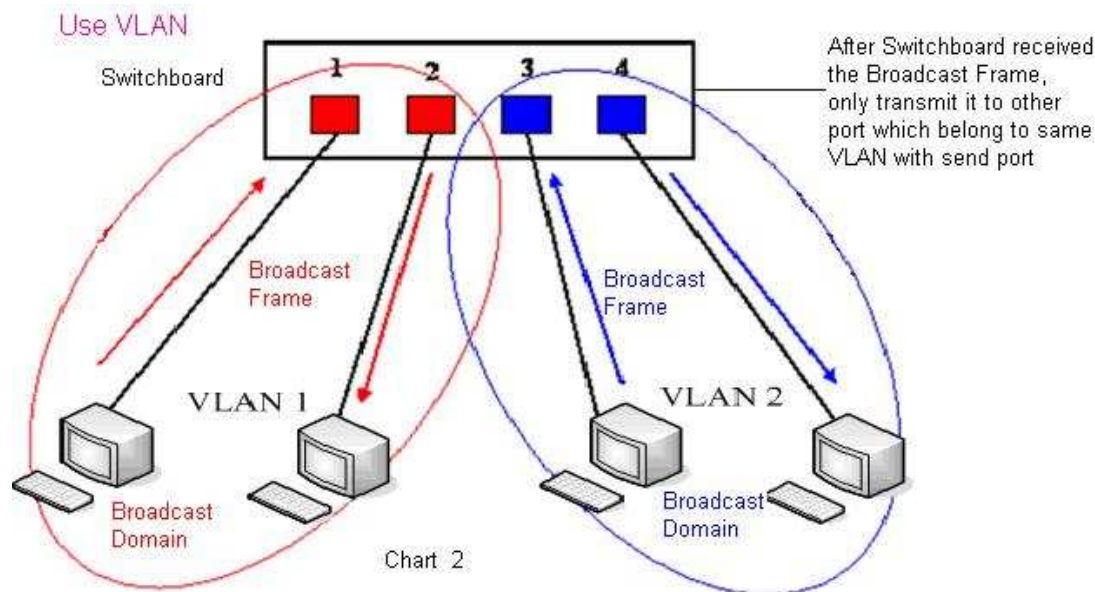 Use VLAN
Switchboard
1 2 3 4
After Switchboard received
the Broadcast Frame,
only transmit it to other
port which belong to same
VLAN with send port
Broadcast
Frame
Broadcast
Frame
VLAN 1
VLAN 2
Broadcast
Domain
Broadcast
Domain
Chart 2